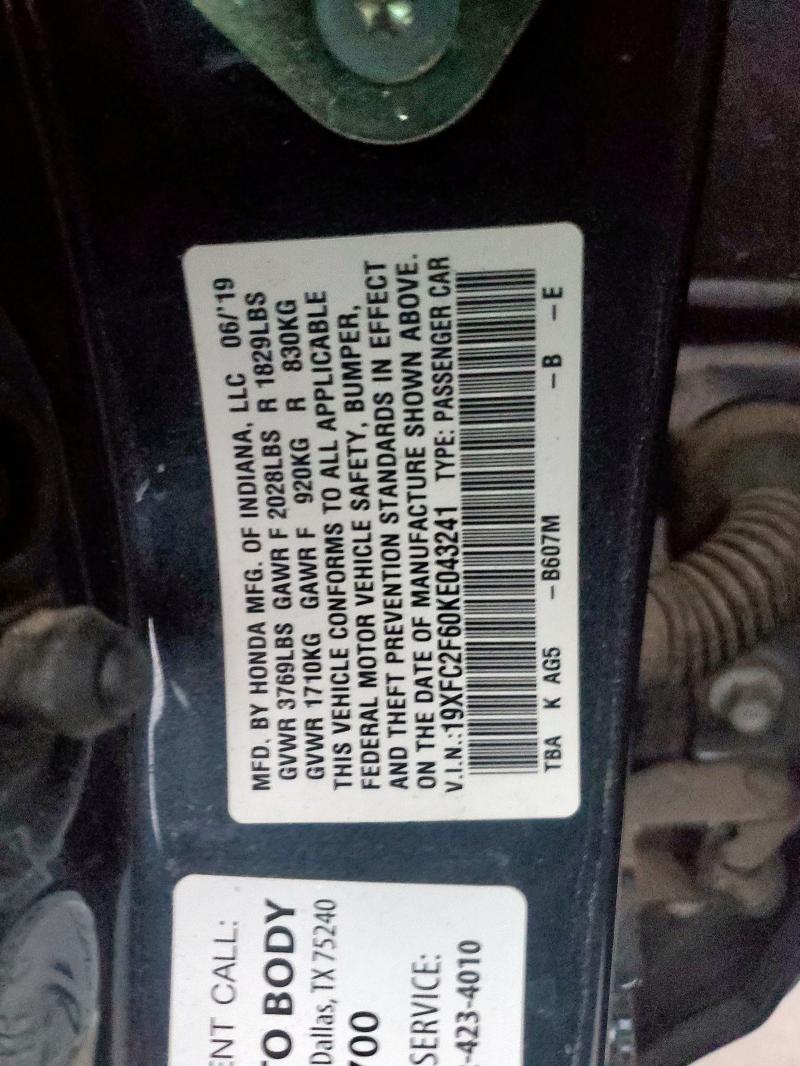 MFD. BY HONDA MFG. OF INDIANA, LLC 06/'19
GVWR 3769LBS GAWR F 2028LBS R 1829LBS
GVWR 1710KG GAWR F 920KG R 830KG
THIS VEHICLE CONFORMS TO ALL APPLICABLE
FEDERAL MOTOR VEHICLE SAFETY, BUMPER,
AND THEFT PREVENTION STANDARDS IN EFFECT
ON THE DATE OF MANUFACTURE SHOWN ABOVE.
V.I.N.:19XFC2F60KE043241 TYPE: PASSENGER CAR
TBA K AG5 -B607M -B -E
ENT CALL:
TO BODY
Dallas, TX 75240
700
SERVICE:
-423-4010